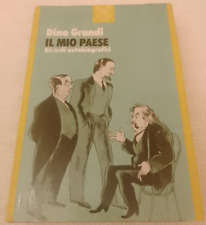 Dino Grandi
IL MIO PAESE
Ricordi autobiografici